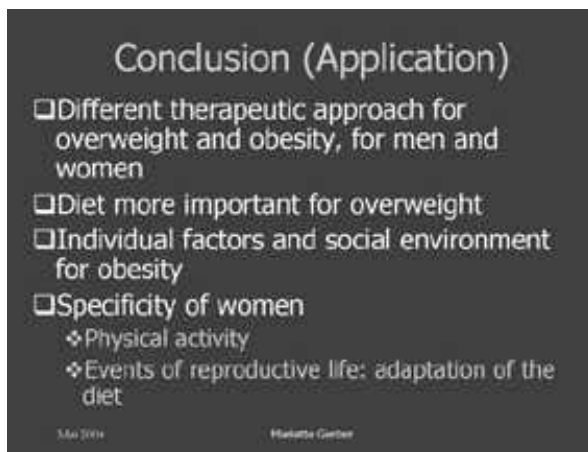 Conclusion (Application)
❑Different therapeutic approach for
overweight and obesity, for men and
women
❑Diet more important for overweight
❑Individual factors and social environment
for obesity
❑Specificity of women
❖Physical activity
❖Events of reproductive life: adaptation of the
diet
2004 Mariette Gerber